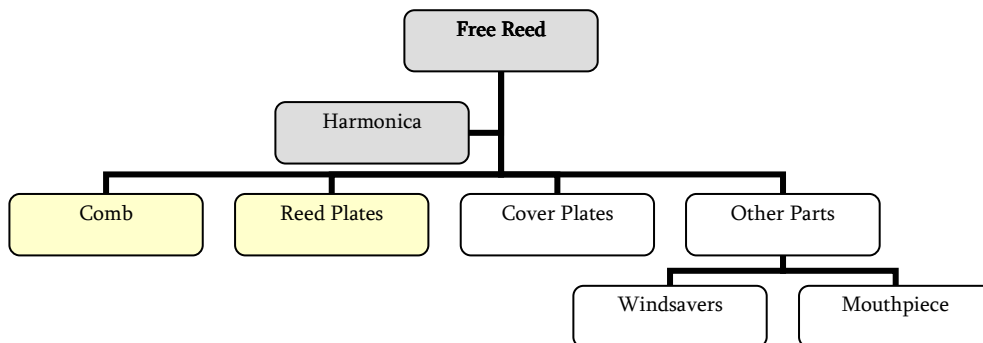 Free Reed
Harmonica
Comb
Reed Plates
Cover Plates
Other Parts
Windsavers
Mouthpiece